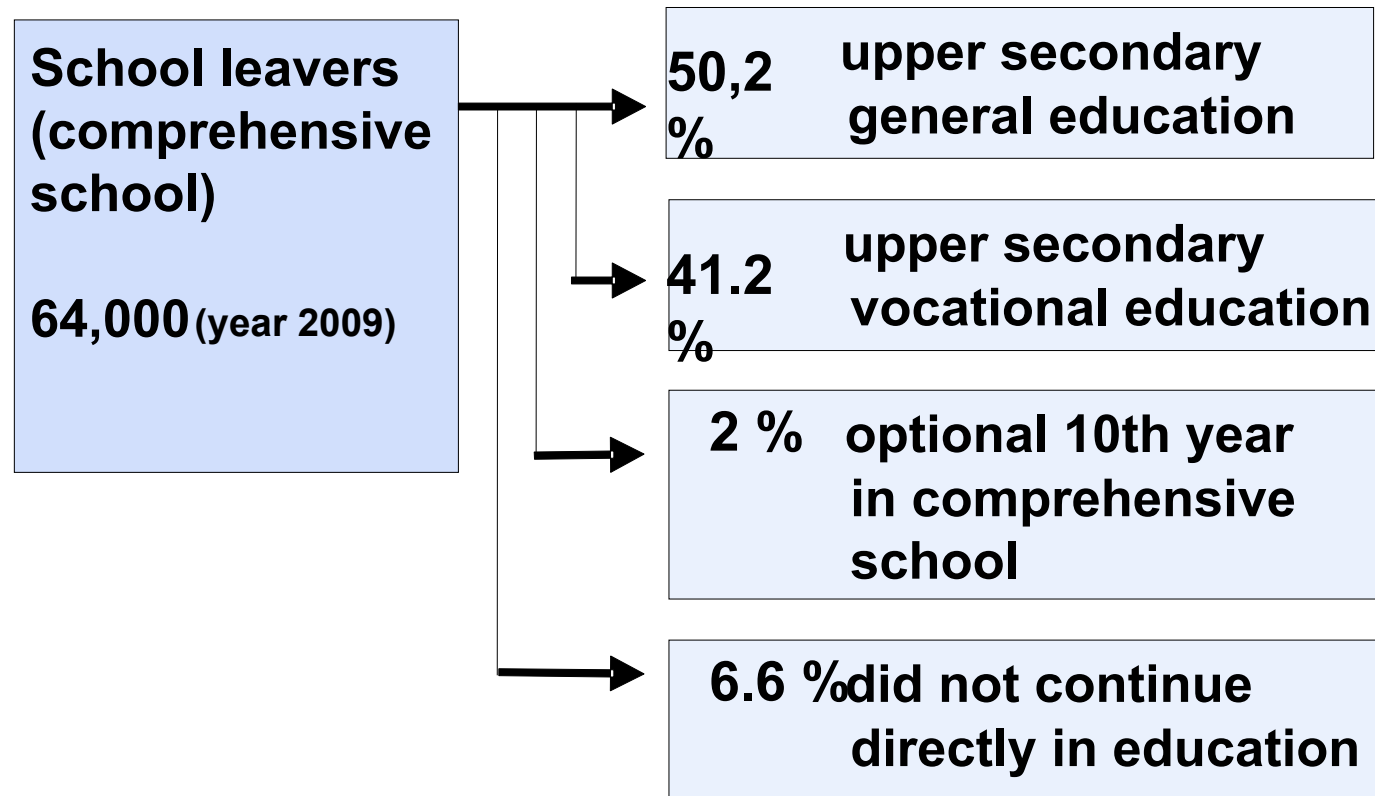 School leavers
(comprehensive
school)
64,000 (year 2009)
50,2
%
upper secondary
general education
41.2
%
upper secondary
vocational education
2 % optional 10th year
in comprehensive
school
6.6 % did not continue
directly in education